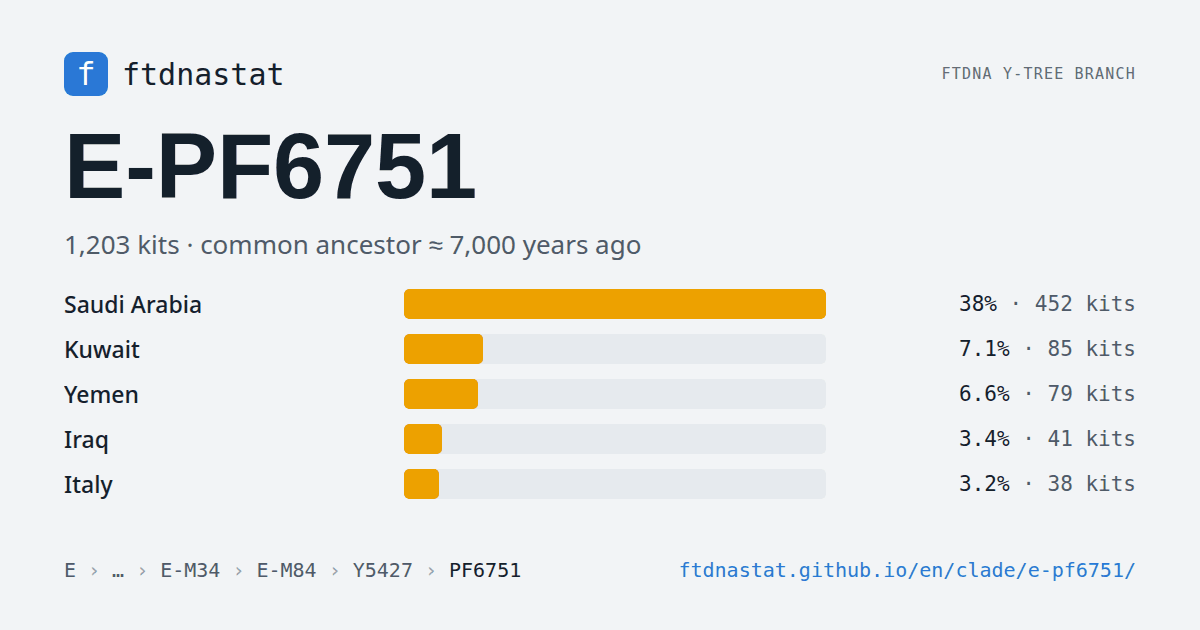 f ftdnastat
FTDNA Y-TREE BRANCH
E-PF6751
1,203 kits · common ancestor ≈ 7,000 years ago
Saudi Arabia 38% · 452 kits
Kuwait 7.1% · 85 kits
Yemen 6.6% · 79 kits
Iraq 3.4% · 41 kits
Italy 3.2% · 38 kits
E › … › E-M34 › E-M84 › Y5427 › PF6751
ftdnastat.github.io/en/clade/e-pf6751/